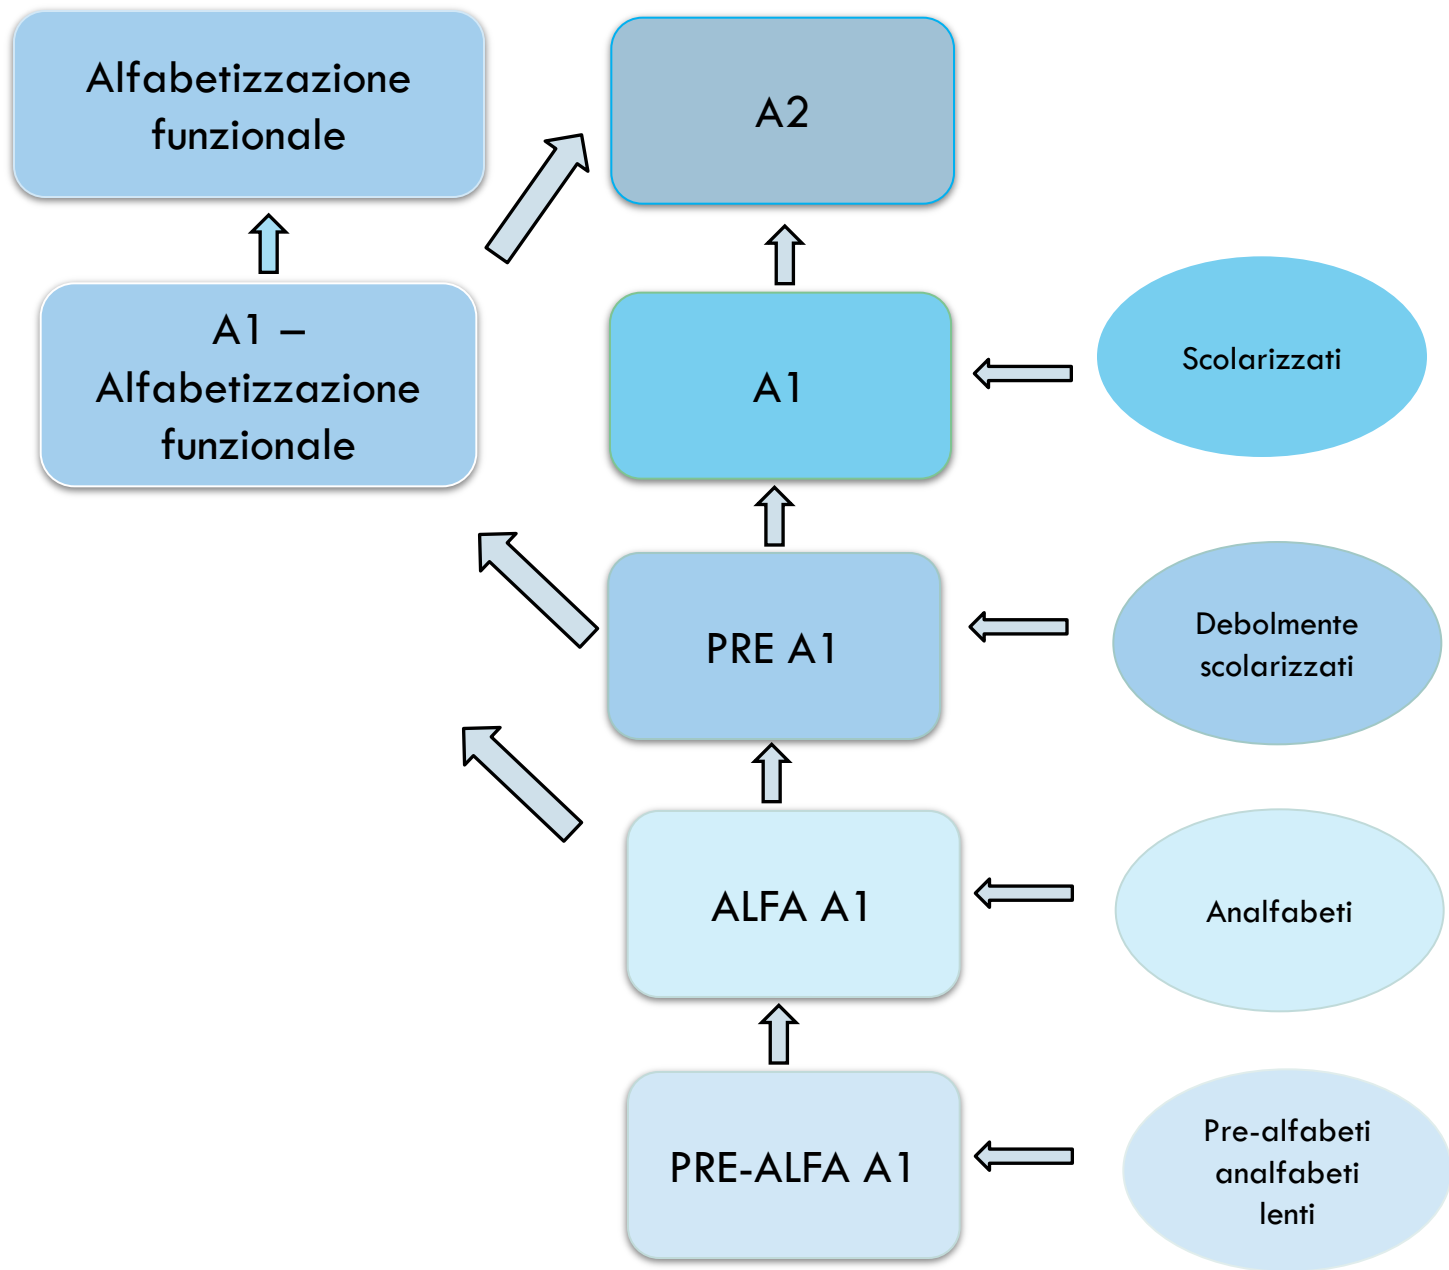 Alfabetizzazione
funzionale
A2
A1 –
Alfabetizzazione
funzionale
A1
Scolarizzati
PRE A1
Debolmente
scolarizzati
ALFA A1
Analfabeti
PRE-ALFA A1
Pre-alfabeti
analfabeti
lenti